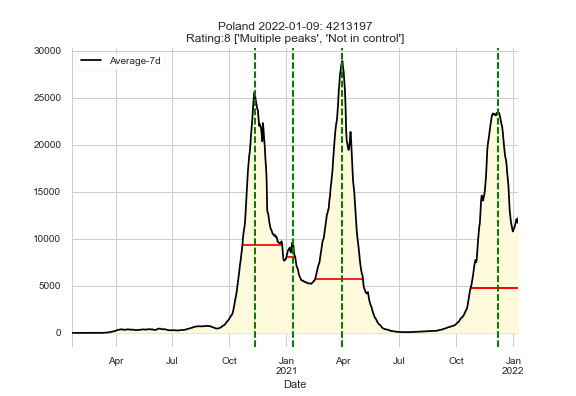 Poland 2022-01-09: 4213197
Rating:8 ['Multiple peaks', 'Not in control']
Average-7d
30000
25000
20000
15000
10000
5000
0
Apr
Jul
Oct
Jan
2021
Apr
Jul
Oct
Jan
2022
Date